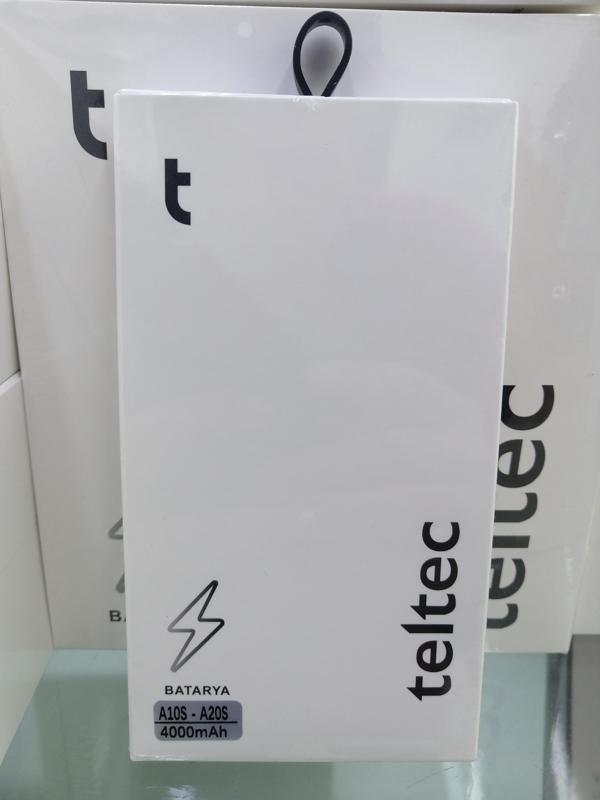 t
t
teltec
BATARYA
A10S - A20S
4000mAh
teltec
BA